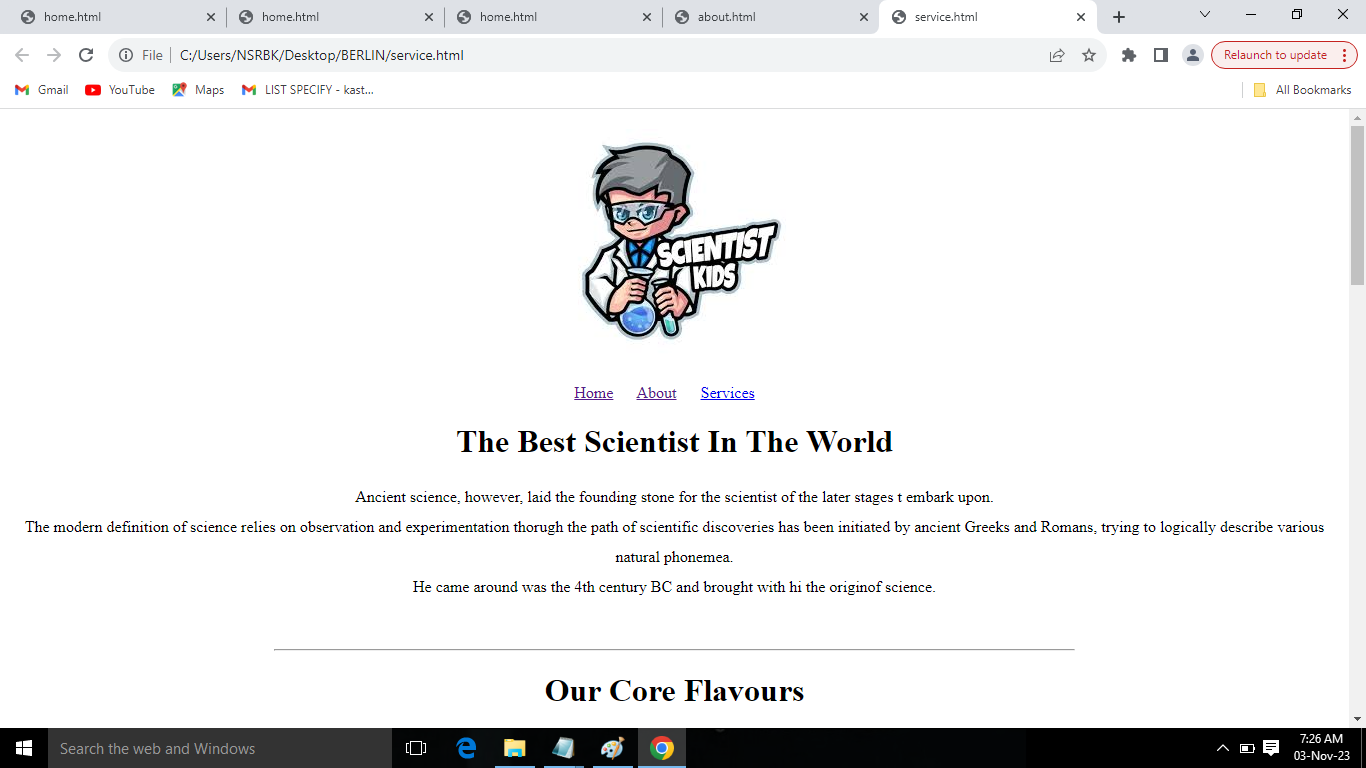 home.html
home.html
home.html
about.html
service.html
File
C:/Users/NSRBK/Desktop/BERLIN/service.html
Relaunch to update
Gmail
YouTube
Maps
LIST SPECIFY - kast...
All Bookmarks
SCIENTIST
KIDS
Home About Services
The Best Scientist In The World
Ancient science, however, laid the founding stone for the scientist of the later stages t embark upon.
The modern definition of science relies on observation and experimentation thorugh the path of scientific discoveries has been initiated by ancient Greeks and Romans, trying to logically describe various
natural phonemea.
He came around was the 4th century BC and brought with hi the originof science.
Our Core Flavours
Search the web and Windows
7:26 AM
03-Nov-23